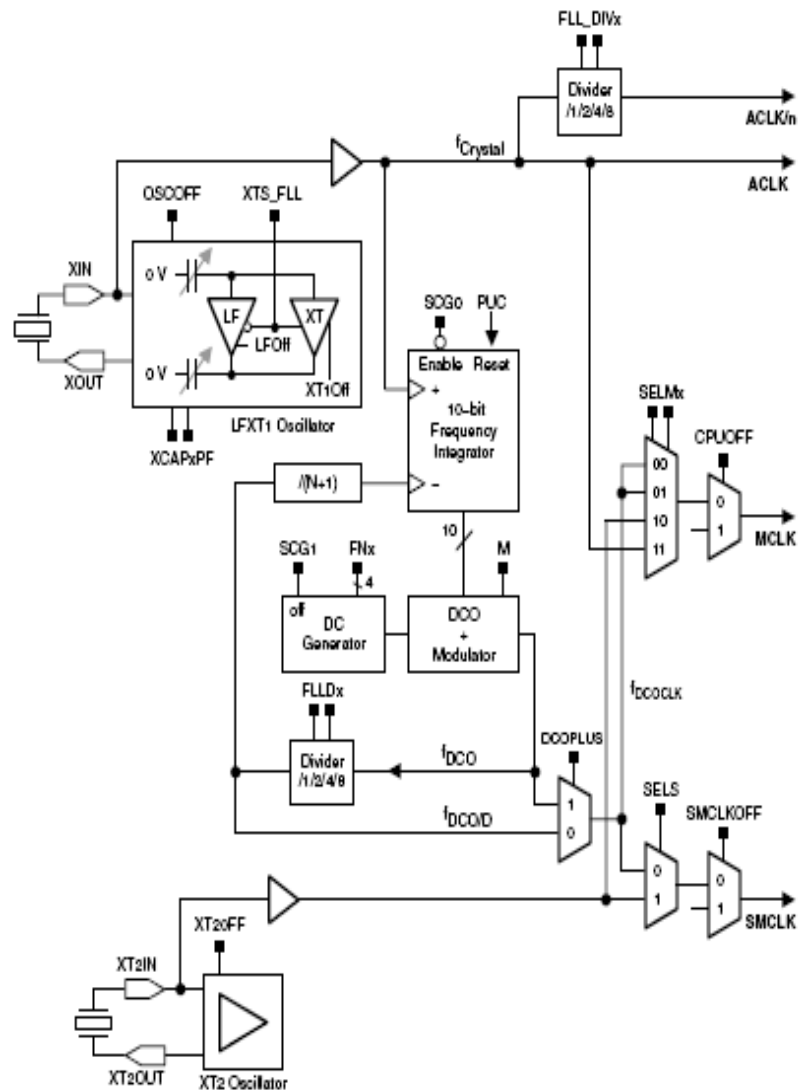 FLL_DIVx
Divider
/1/2/4/8
ACLK/n
fCrystal
ACLK
OSCOFF
XTS_FLL
XIN
0 V
LF
XT
LFOff
0 V
XT1Off
XOUT
LFXT1 Oscillator
XCAPxPF
SCG0
PUC
Enable
Reset
+
10-bit
Frequency
Integrator
−
/(N+1)
SELMx
CPUOFF
00
01
10
11
0
1
MCLK
10
SCG1
FNx
4
M
off
DC
Generator
DCO
+
Modulator
fDCOCLK
FLLDx
Divider
/1/2/4/8
fDCO
DCOPLUS
1
0
fDCO/D
SELS
SMCLKOFF
0
1
0
1
SMCLK
XT2OFF
XT2IN
XT2OUT
XT2 Oscillator